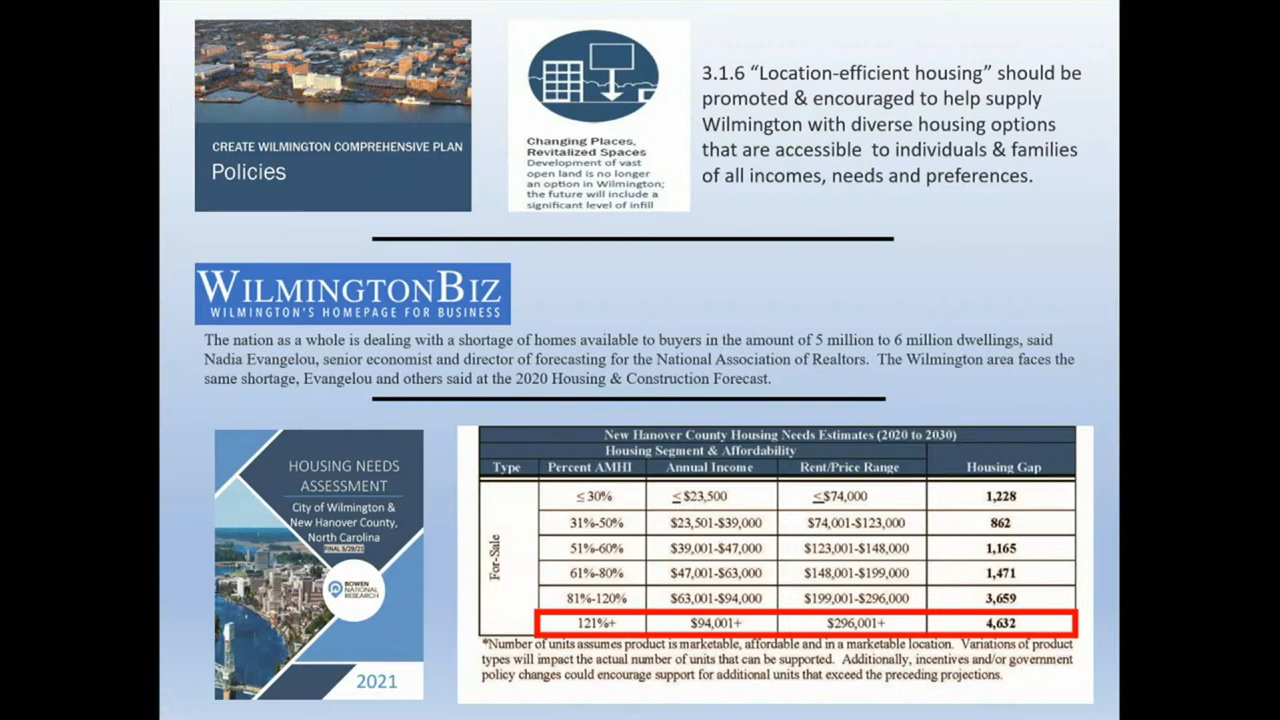 CREATE WILMINGTON COMPREHENSIVE PLAN
Policies
Changing Places,
Revitalized Spaces
Development of vast
open land is no longer
an option in Wilmington;
the future will include a
significant level of infill
3.1.6 “Location-efficient housing” should be
promoted & encouraged to help supply
Wilmington with diverse housing options
that are accessible to individuals & families
of all incomes, needs and preferences.
WILMINGTONBIZ
WILMINGTON'S HOMEPAGE FOR BUSINESS
The nation as a whole is dealing with a shortage of homes available to buyers in the amount of 5 million to 6 million dwellings, said
Nadia Evangelou, senior economist and director of forecasting for the National Association of Realtors. The Wilmington area faces the
same shortage, Evangelou and others said at the 2020 Housing & Construction Forecast.
HOUSING NEEDS
ASSESSMENT
City of Wilmington &
New Hanover County,
North Carolina
FINAL 3/29/21
BOWEN
NATIONAL
RESEARCH
2021
New Hanover County Housing Needs Estimates (2020 to 2030)
Housing Segment & Affordability
Type Percent AMHI Annual Income Rent/Price Range Housing Gap
For-Sale
≤ 30% ≤ $23,500 ≤ $74,000 1,228
31%-50% $23,501-$39,000 $74,001-$123,000 862
51%-60% $39,001-$47,000 $123,001-$148,000 1,165
61%-80% $47,001-$63,000 $148,001-$199,000 1,471
81%-120% $63,001-$94,000 $199,001-$296,000 3,659
121%+ $94,001+ $296,001+ 4,632
*Number of units assumes product is marketable, affordable and in a marketable location. Variations of product
types will impact the actual number of units that can be supported. Additionally, incentives and/or government
policy changes could encourage support for additional units that exceed the preceding projections.